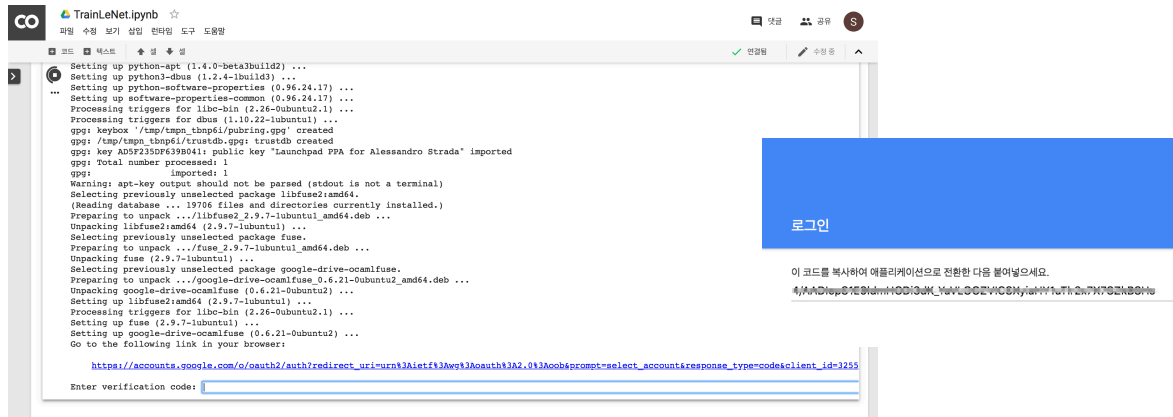 CO
TrainLeNet.ipynb
댓글 공유 S
파일 수정 보기 삽입 런타임 도구 도움말
코드 텍스트 셀 셀
연결됨 수정 중
Setting up python-apt (1.4.0~beta3build2) ...
Setting up python3-dbus (1.2.4-1build3) ...
Setting up python-software-properties (0.96.24.17) ...
Setting up software-properties-common (0.96.24.17) ...
Processing triggers for libc-bin (2.26-0ubuntu2.1) ...
Processing triggers for dbus (1.10.22-1ubuntu1) ...
gpg: keybox '/tmp/tmpn_tbnp6i/pubring.gpg' created
gpg: /tmp/tmpn_tbnp6i/trustdb.gpg: trustdb created
gpg: key AD5F235DF639B041: public key "Launchpad PPA for Alessandro Strada" imported
gpg: Total number processed: 1
gpg: imported: 1
Warning: apt-key output should not be parsed (stdout is not a terminal)
Selecting previously unselected package libfuse2:amd64.
(Reading database ... 19706 files and directories currently installed.)
Preparing to unpack .../libfuse2_2.9.7-1ubuntu1_amd64.deb ...
Unpacking libfuse2:amd64 (2.9.7-1ubuntu1) ...
Selecting previously unselected package fuse.
Preparing to unpack .../fuse_2.9.7-1ubuntu1_amd64.deb ...
Unpacking fuse (2.9.7-1ubuntu1) ...
Selecting previously unselected package google-drive-ocamlfuse.
Preparing to unpack .../google-drive-ocamlfuse_0.6.21-0ubuntu2_amd64.deb ...
Unpacking google-drive-ocamlfuse (0.6.21-0ubuntu2) ...
Setting up libfuse2:amd64 (2.9.7-1ubuntu1) ...
Processing triggers for libc-bin (2.26-0ubuntu2.1) ...
Setting up fuse (2.9.7-1ubuntu1) ...
Setting up google-drive-ocamlfuse (0.6.21-0ubuntu2) ...
Go to the following link in your browser:
https://accounts.google.com/o/oauth2/auth?redirect_uri=urn%3Aietf%3Awg%3Aoauth%3A2.0%3Aoob&prompt=select_account&response_type=code&client_id=3255
Enter verification code:
로그인
이 코드를 복사하여 애플리케이션으로 전환한 다음 붙여넣으세요.